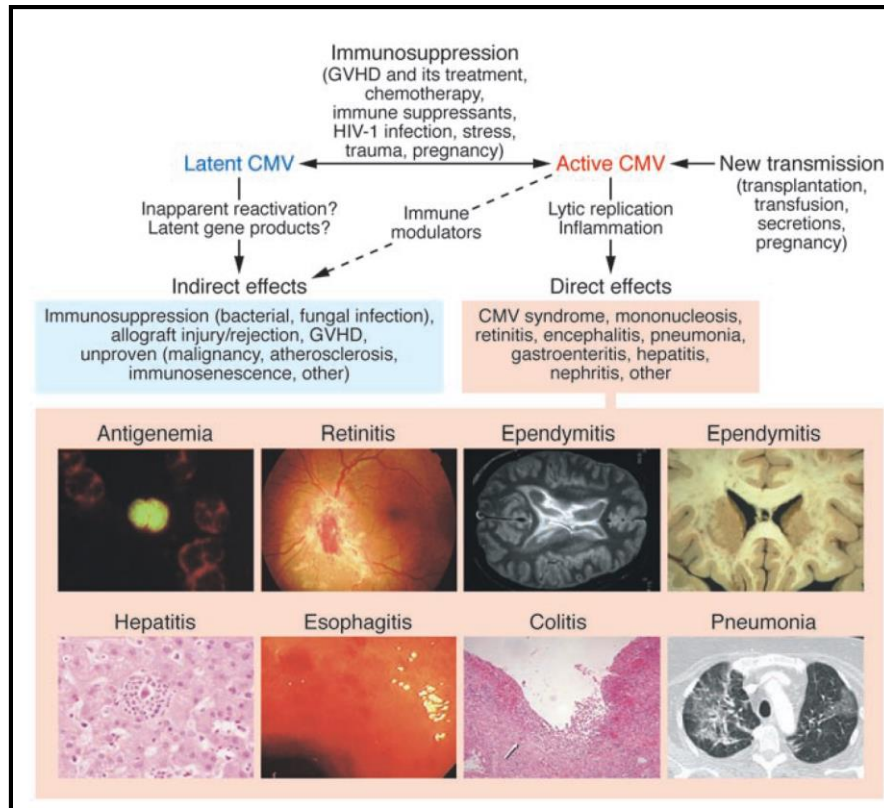 Immunosuppression
(GVHD and its treatment,
chemotherapy,
immune suppressants,
HIV-1 infection, stress,
trauma, pregnancy)
Latent CMV
Active CMV
New transmission
(transplantation,
transfusion,
secretions,
pregnancy)
Inapparent reactivation?
Latent gene products?
Immune
modulators
Lytic replication
Inflammation
Indirect effects
Direct effects
Immunosuppression (bacterial, fungal infection),
allograft injury/rejection, GVHD,
unproven (malignancy, atherosclerosis,
immunosenescence, other)
CMV syndrome, mononucleosis,
retinitis, encephalitis, pneumonia,
gastroenteritis, hepatitis,
nephritis, other
Antigenemia
Retinitis
Ependymitis
Ependymitis
Hepatitis
Esophagitis
Colitis
Pneumonia